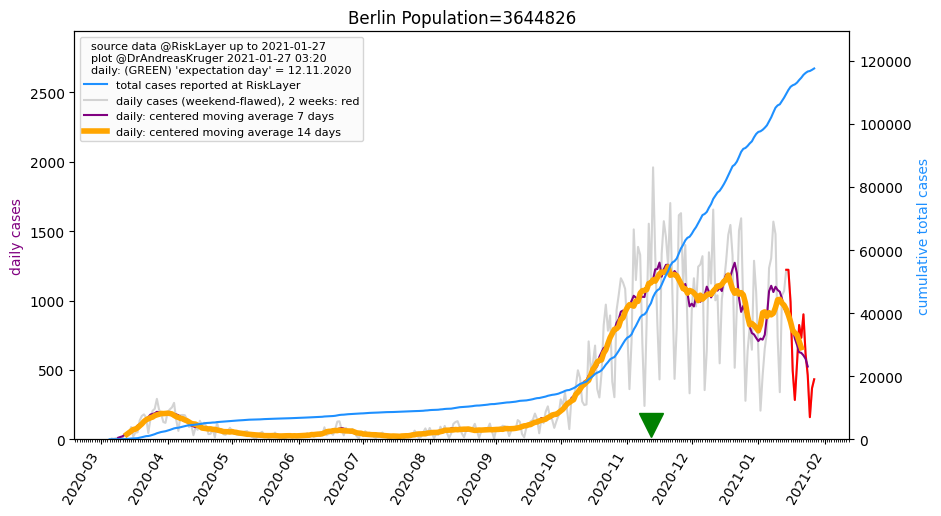 Berlin Population=3644826
source data @RiskLayer up to 2021-01-27
plot @DrAndreasKruger 2021-01-27 03:20
daily: (GREEN) 'expectation day' = 12.11.2020
total cases reported at RiskLayer
daily cases (weekend-flawed), 2 weeks: red
daily: centered moving average 7 days
daily: centered moving average 14 days
daily cases
2500
2000
1500
1000
500
0
120000
100000
80000
60000
40000
20000
0
cumulative total cases
2020-03
2020-04
2020-05
2020-06
2020-07
2020-08
2020-09
2020-10
2020-11
2020-12
2021-01
2021-02